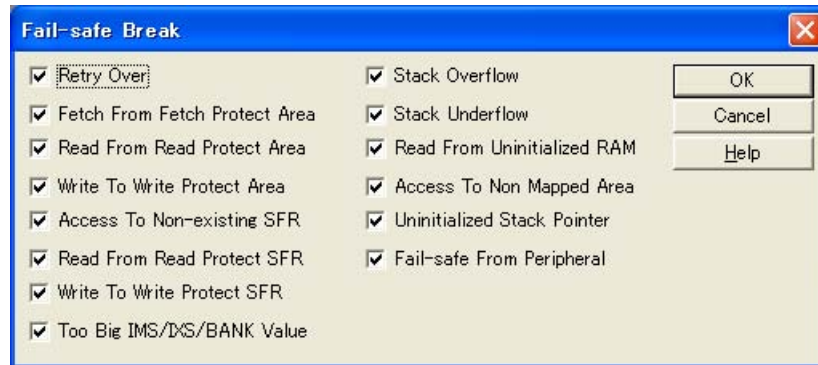 Fail-safe Break
Retry Over
Fetch From Fetch Protect Area
Read From Read Protect Area
Write To Write Protect Area
Access To Non-existing SFR
Read From Read Protect SFR
Write To Write Protect SFR
Too Big IMS/IXS/BANK Value
Stack Overflow
Stack Underflow
Read From Uninitialized RAM
Access To Non Mapped Area
Uninitialized Stack Pointer
Fail-safe From Peripheral
OK
Cancel
Help